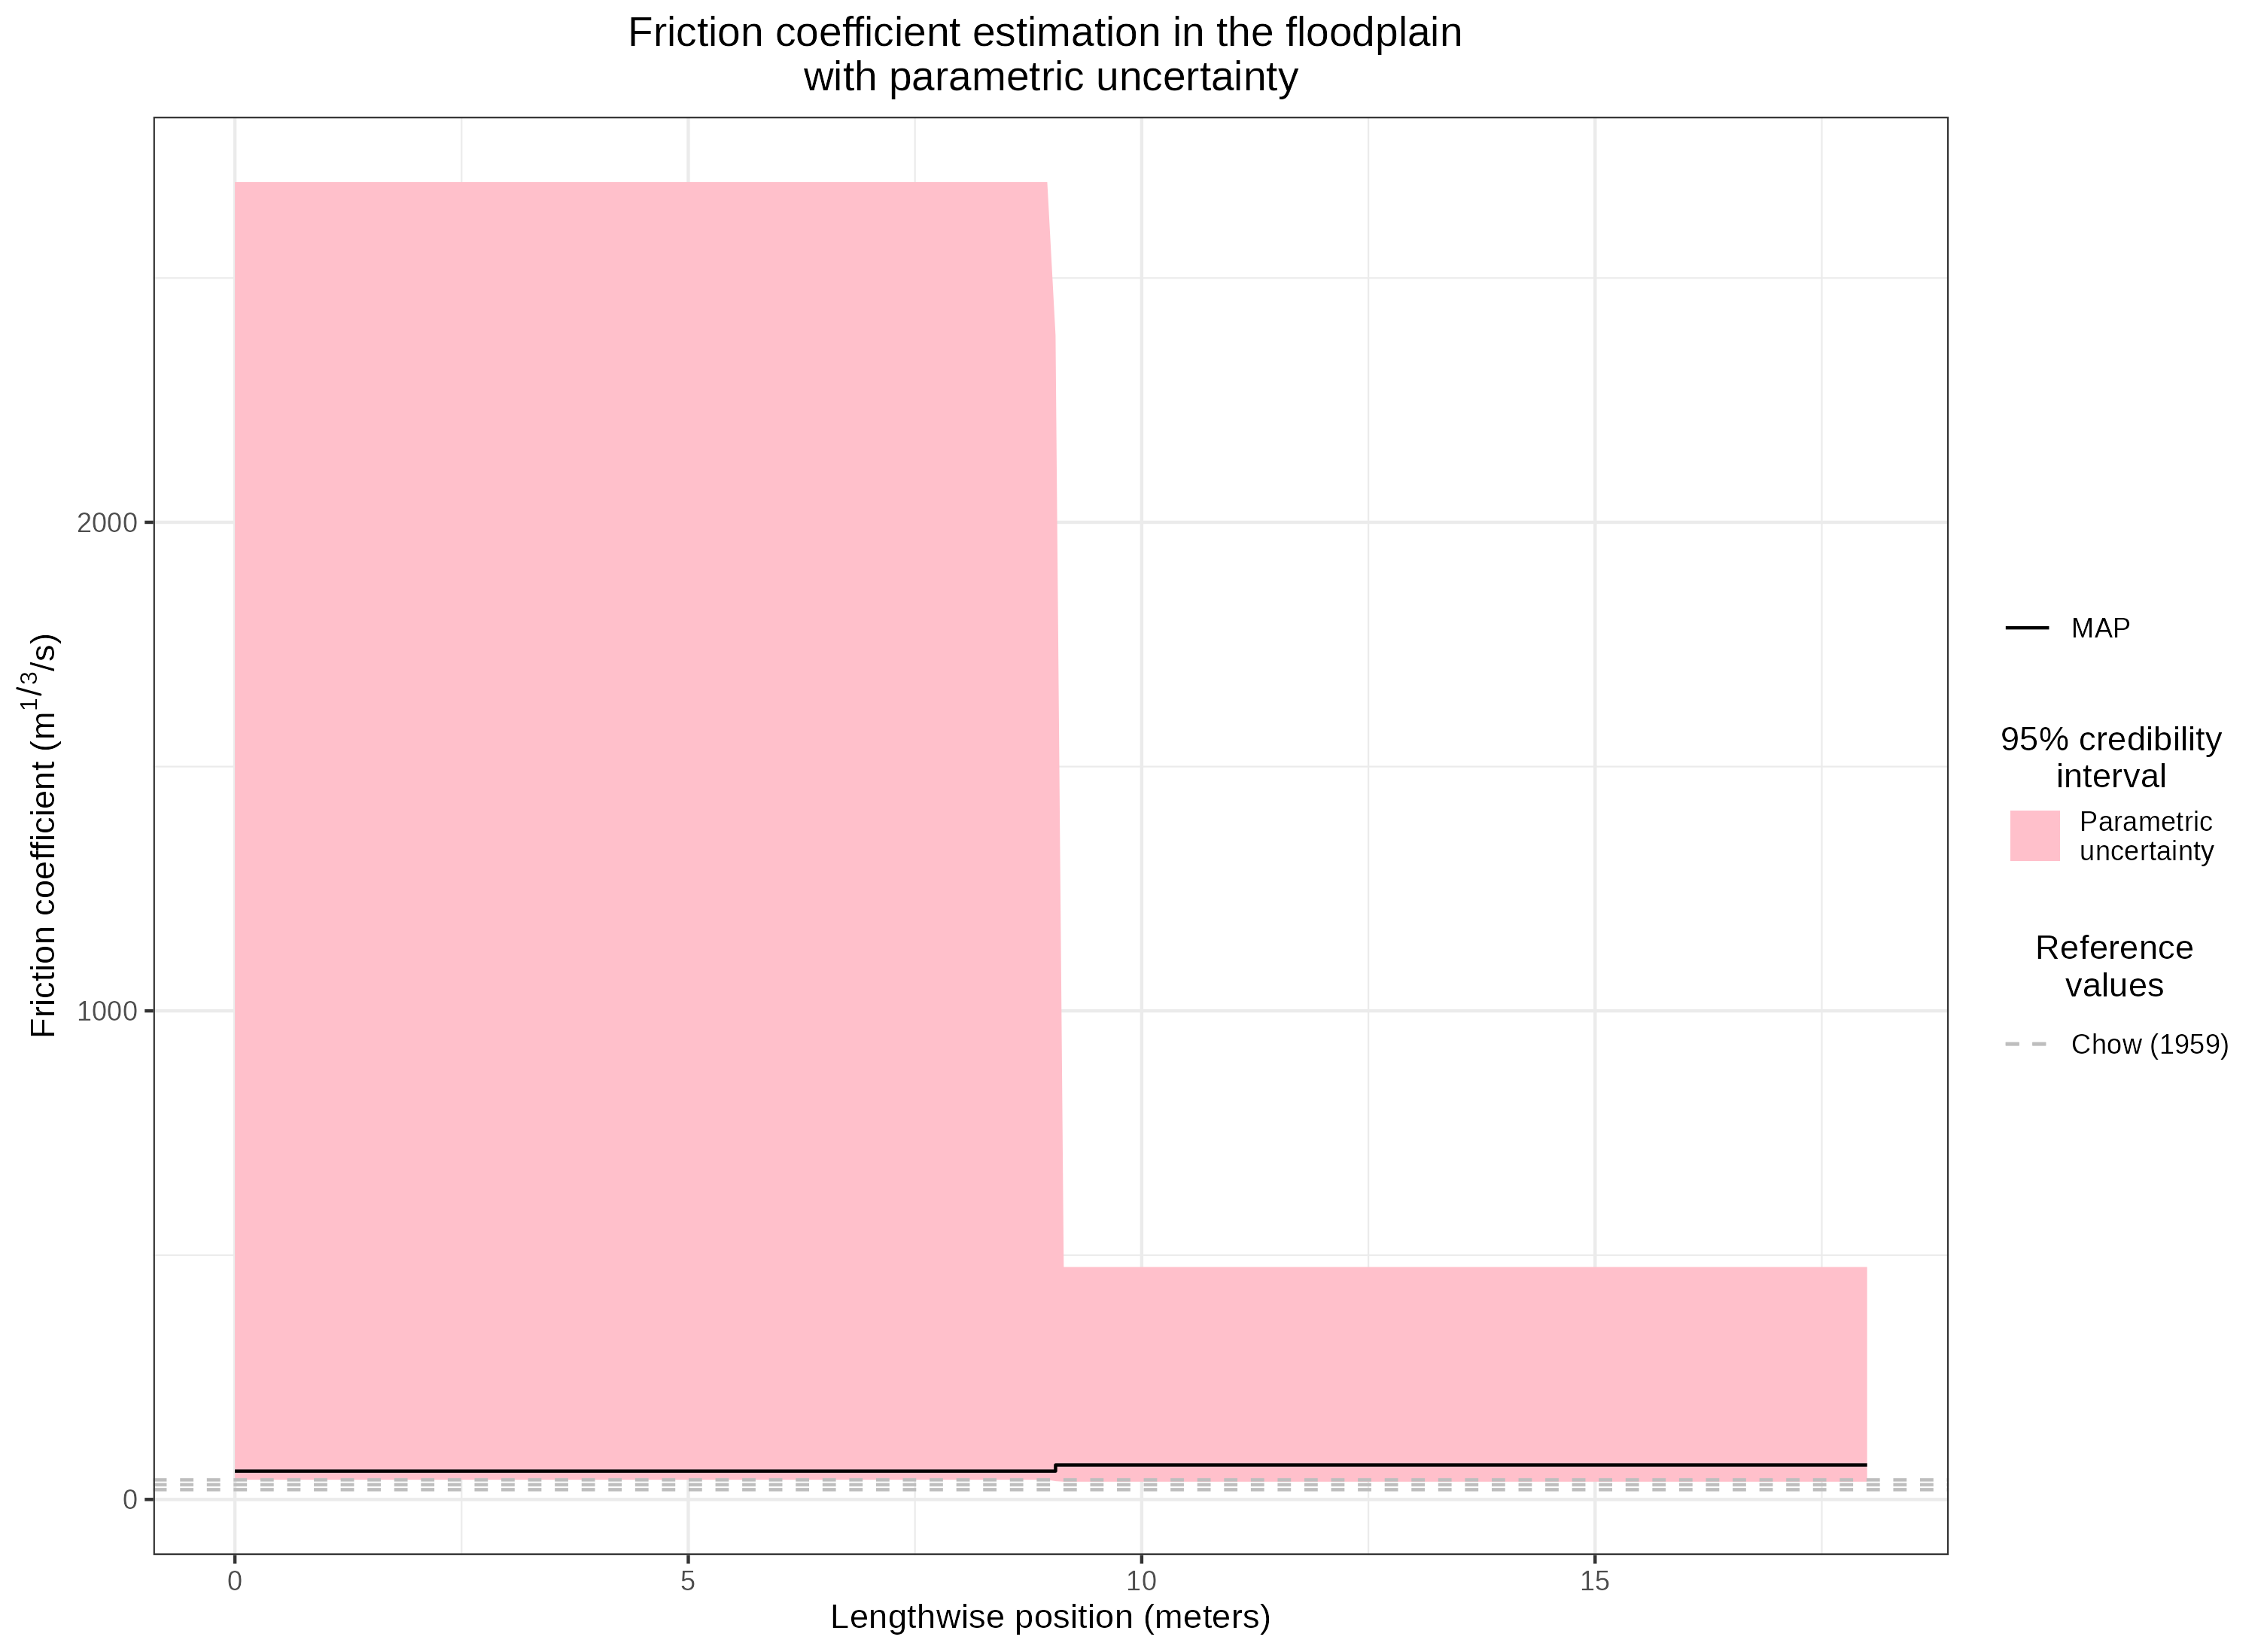 Friction coefficient estimation in the floodplain
with parametric uncertainty
Friction coefficient (m1/3/s)
2000
1000
0
0 5 10 15
Lengthwise position (meters)
MAP
95% credibility
interval
Parametric
uncertainty
Reference
values
Chow (1959)